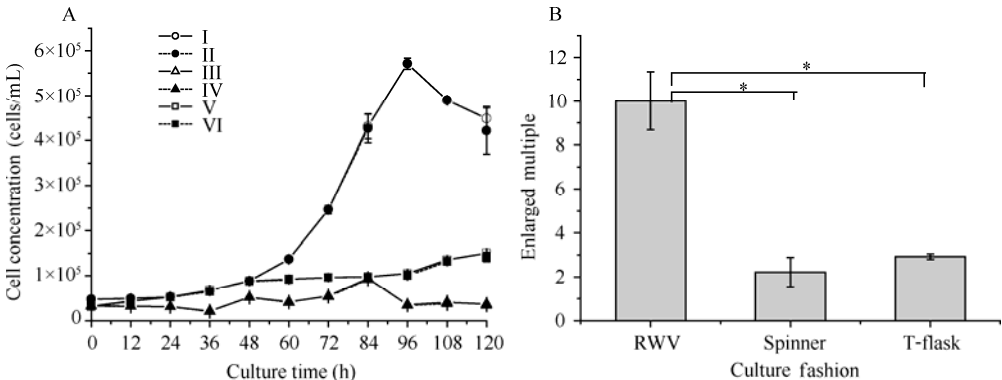 A
I
II
III
IV
V
VI
Cell concentration (cells/mL)
6×10⁵
5×10⁵
4×10⁵
3×10⁵
2×10⁵
1×10⁵
0
0 12 24 36 48 60 72 84 96 108 120
Culture time (h)
B
Enlarged multiple
12
10
8
6
4
2
0
*
*
RWV Spinner T-flask
Culture fashion